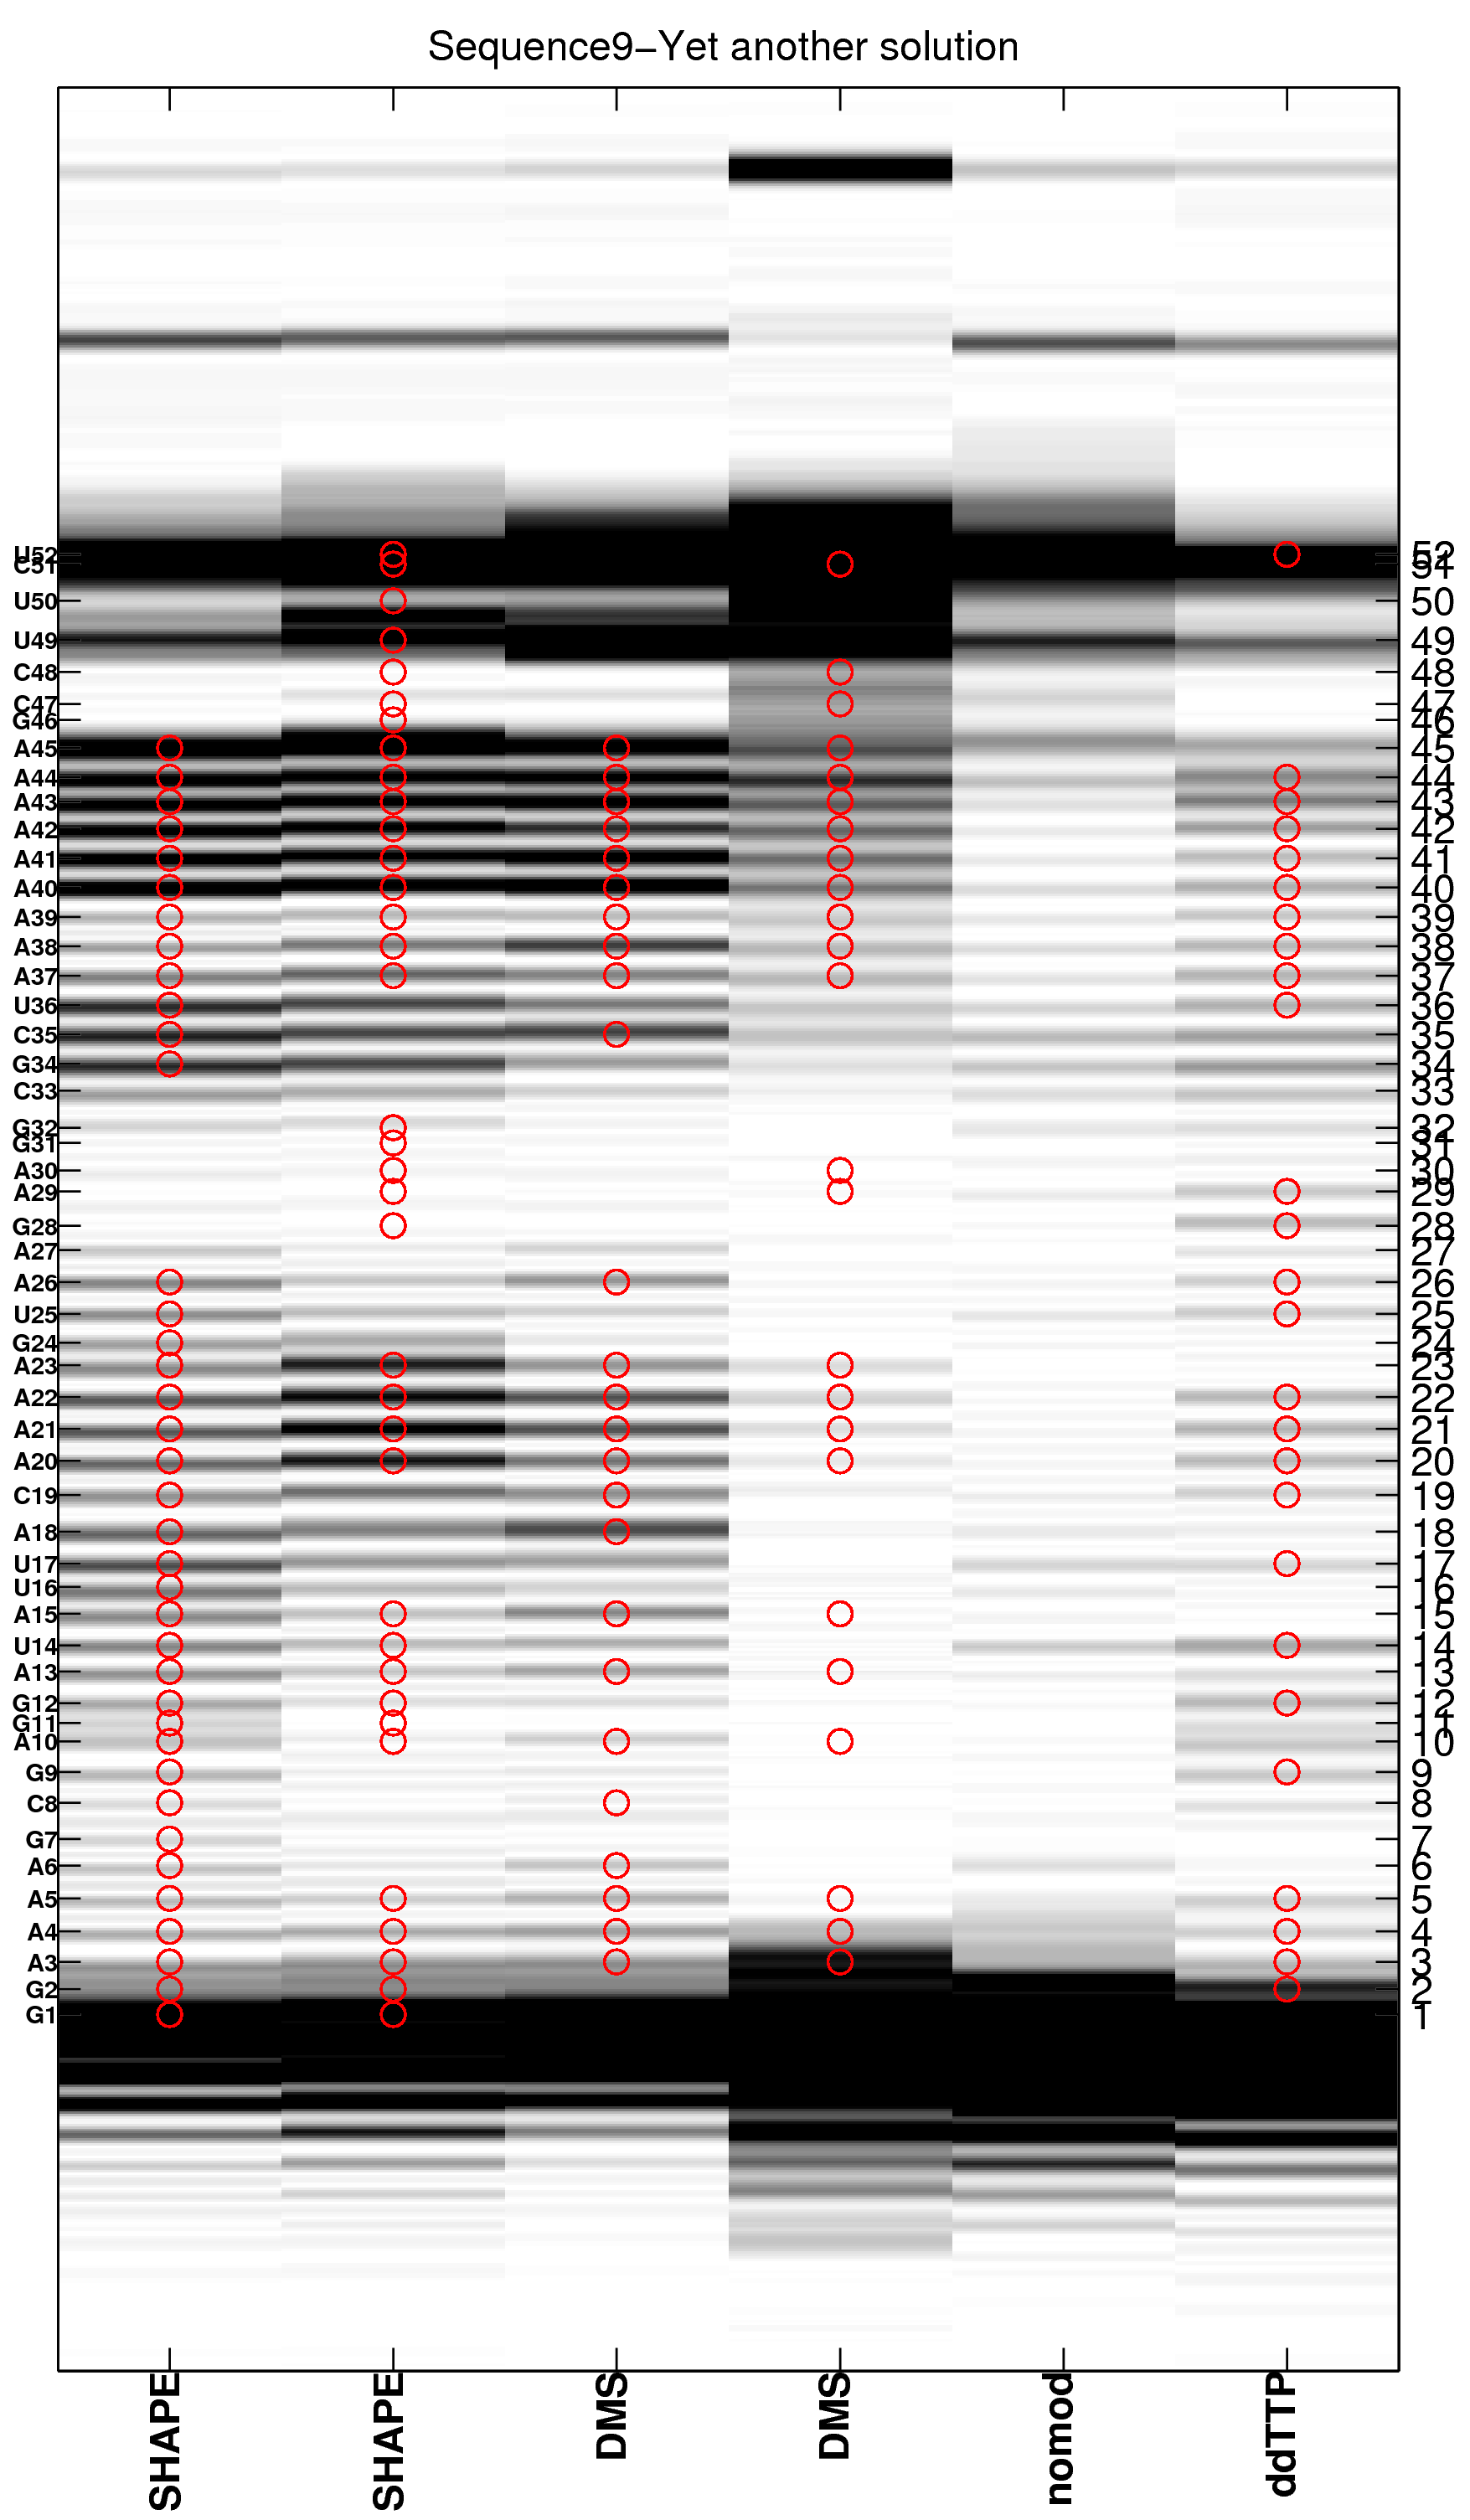 Sequence9–Yet another solution
U52 52
C51 51
U50 50
U49 49
C48 48
C47 47
G46 46
A45 45
A44 44
A43 43
A42 42
A41 41
A40 40
A39 39
A38 38
A37 37
U36 36
C35 35
G34 34
C33 33
G32 32
G31 31
A30 30
A29 29
G28 28
A27 27
A26 26
U25 25
G24 24
A23 23
A22 22
A21 21
A20 20
C19 19
A18 18
U17 17
U16 16
A15 15
U14 14
A13 13
G12 12
G11 11
A10 10
G9 9
C8 8
G7 7
A6 6
A5 5
A4 4
A3 3
G2 2
G1 1
SHAPE
SHAPE
DMS
DMS
nomod
ddTTP